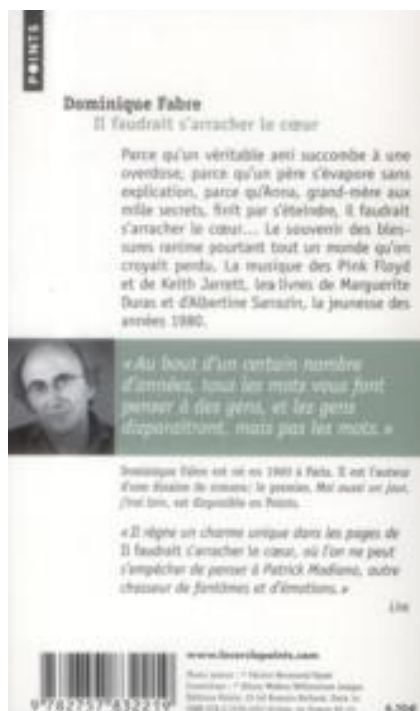 POINTS
Dominique Fabre
Il faudrait s'arracher le cœur
Parce qu'un véritable ami succombe à une
overdose, parce qu'un père s'évapore sans
explication, parce qu'Anna, grand-mère aux
mille secrets, finit par s'éteindre, il faudrait
s'arracher le cœur... Le souvenir des bles-
sures ranime pourtant tout un monde qu'on
croyait perdu. La musique des Pink Floyd
et de Keith Jarrett, les livres de Marguerite
Duras et d'Albertine Sarrazin, la jeunesse des
années 1980.
« Au bout d'un certain nombre
d'années, tous les mots vous font
penser à des gens, et les gens
disparaîtront, mais pas les mots. »
Dominique Fabre est né en 1960 à Paris. Il est l'auteur
d'une dizaine de romans; le premier, Moi aussi un jour,
j'irai loin, est disponible en Points.
« Il règne un charme unique dans les pages de
Il faudrait s'arracher le cœur, où l'on ne peut
s'empêcher de penser à Patrick Modiano, autre
chasseur de fantômes et d'émotions. »
Lire
www.lecerclepoints.com
9 782757 832219